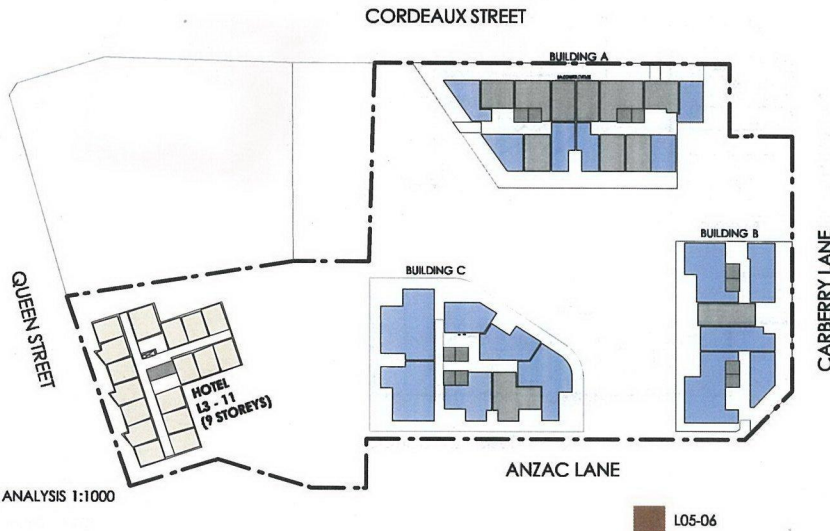 CORDEAUX STREET
BUILDING A
BUILDING B
BUILDING C
CARBERRY LANE
QUEEN STREET
HOTEL
L3 - 11
(9 STOREYS)
ANZAC LANE
ANALYSIS 1:1000
L05-06